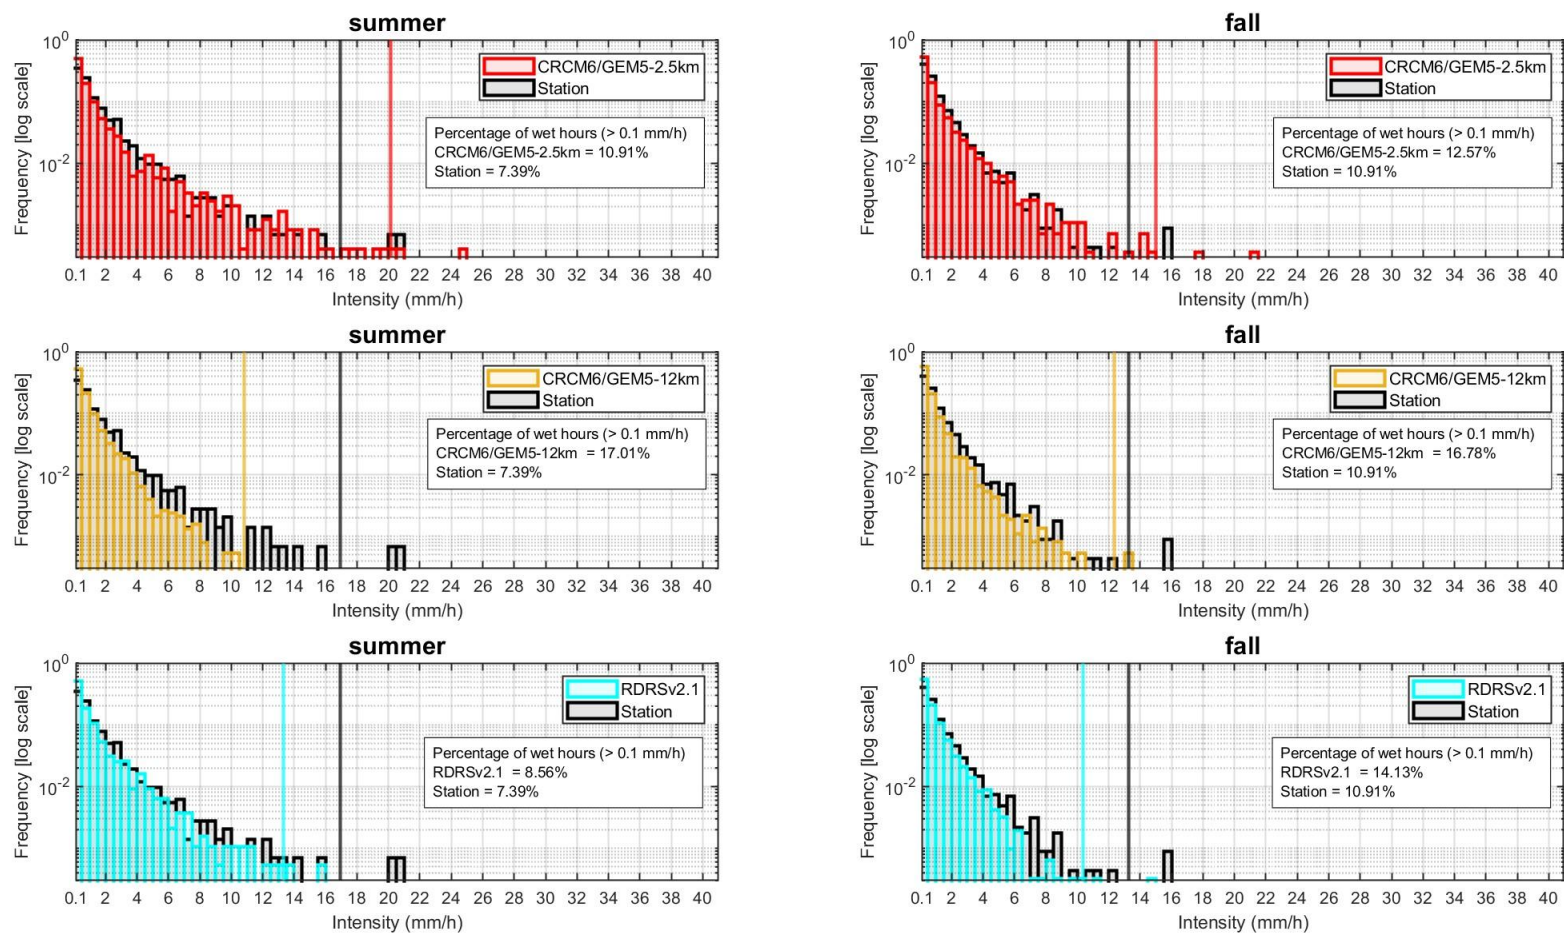 summer
10^0
10^-2
Frequency [log scale]
CRCM6/GEM5-2.5km
Station
Percentage of wet hours (> 0.1 mm/h)
CRCM6/GEM5-2.5km = 10.91%
Station = 7.39%
0.1 2 4 6 8 10 12 14 16 18 20 22 24 26 28 30 32 34 36 38 40
Intensity (mm/h)
fall
10^0
10^-2
Frequency [log scale]
CRCM6/GEM5-2.5km
Station
Percentage of wet hours (> 0.1 mm/h)
CRCM6/GEM5-2.5km = 12.57%
Station = 10.91%
0.1 2 4 6 8 10 12 14 16 18 20 22 24 26 28 30 32 34 36 38 40
Intensity (mm/h)
summer
10^0
10^-2
Frequency [log scale]
CRCM6/GEM5-12km
Station
Percentage of wet hours (> 0.1 mm/h)
CRCM6/GEM5-12km = 17.01%
Station = 7.39%
0.1 2 4 6 8 10 12 14 16 18 20 22 24 26 28 30 32 34 36 38 40
Intensity (mm/h)
fall
10^0
10^-2
Frequency [log scale]
CRCM6/GEM5-12km
Station
Percentage of wet hours (> 0.1 mm/h)
CRCM6/GEM5-12km = 16.78%
Station = 10.91%
0.1 2 4 6 8 10 12 14 16 18 20 22 24 26 28 30 32 34 36 38 40
Intensity (mm/h)
summer
10^0
10^-2
Frequency [log scale]
RDRSv2.1
Station
Percentage of wet hours (> 0.1 mm/h)
RDRSv2.1 = 8.56%
Station = 7.39%
0.1 2 4 6 8 10 12 14 16 18 20 22 24 26 28 30 32 34 36 38 40
Intensity (mm/h)
fall
10^0
10^-2
Frequency [log scale]
RDRSv2.1
Station
Percentage of wet hours (> 0.1 mm/h)
RDRSv2.1 = 14.13%
Station = 10.91%
0.1 2 4 6 8 10 12 14 16 18 20 22 24 26 28 30 32 34 36 38 40
Intensity (mm/h)